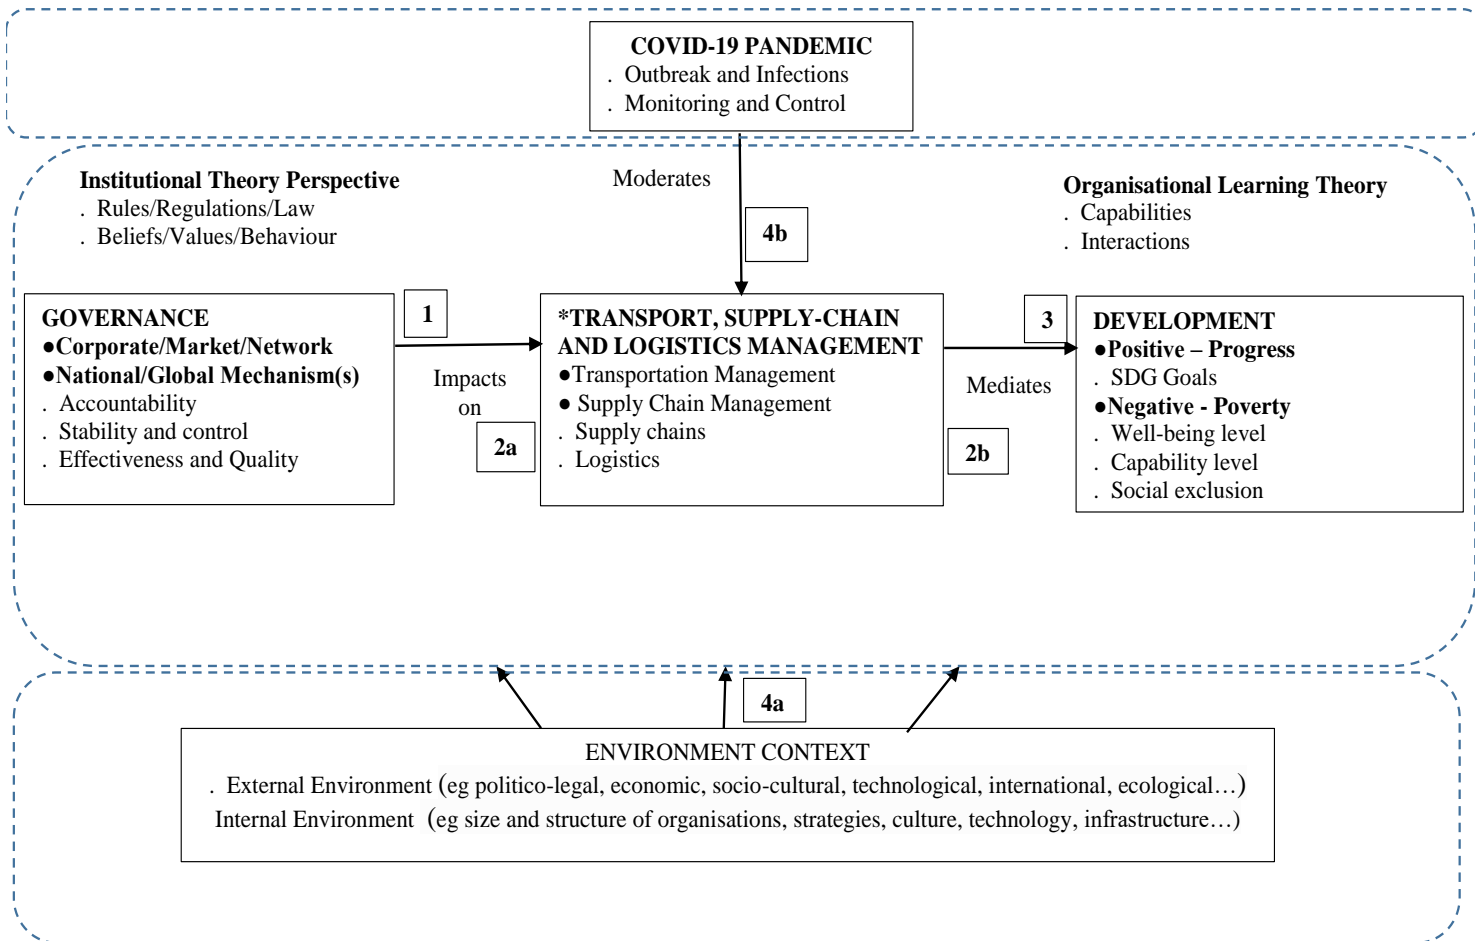 COVID-19 PANDEMIC
. Outbreak and Infections
. Monitoring and Control
Institutional Theory Perspective
. Rules/Regulations/Law
. Beliefs/Values/Behaviour
Moderates
4b
Organisational Learning Theory
. Capabilities
. Interactions
GOVERNANCE
●Corporate/Market/Network
●National/Global Mechanism(s)
. Accountability
. Stability and control
. Effectiveness and Quality
1
Impacts
on
2a
*TRANSPORT, SUPPLY-CHAIN
AND LOGISTICS MANAGEMENT
●Transportation Management
● Supply Chain Management
. Supply chains
. Logistics
3
Mediates
2b
DEVELOPMENT
●Positive – Progress
. SDG Goals
●Negative - Poverty
. Well-being level
. Capability level
. Social exclusion
4a
ENVIRONMENT CONTEXT
. External Environment (eg politico-legal, economic, socio-cultural, technological, international, ecological…)
Internal Environment (eg size and structure of organisations, strategies, culture, technology, infrastructure…)